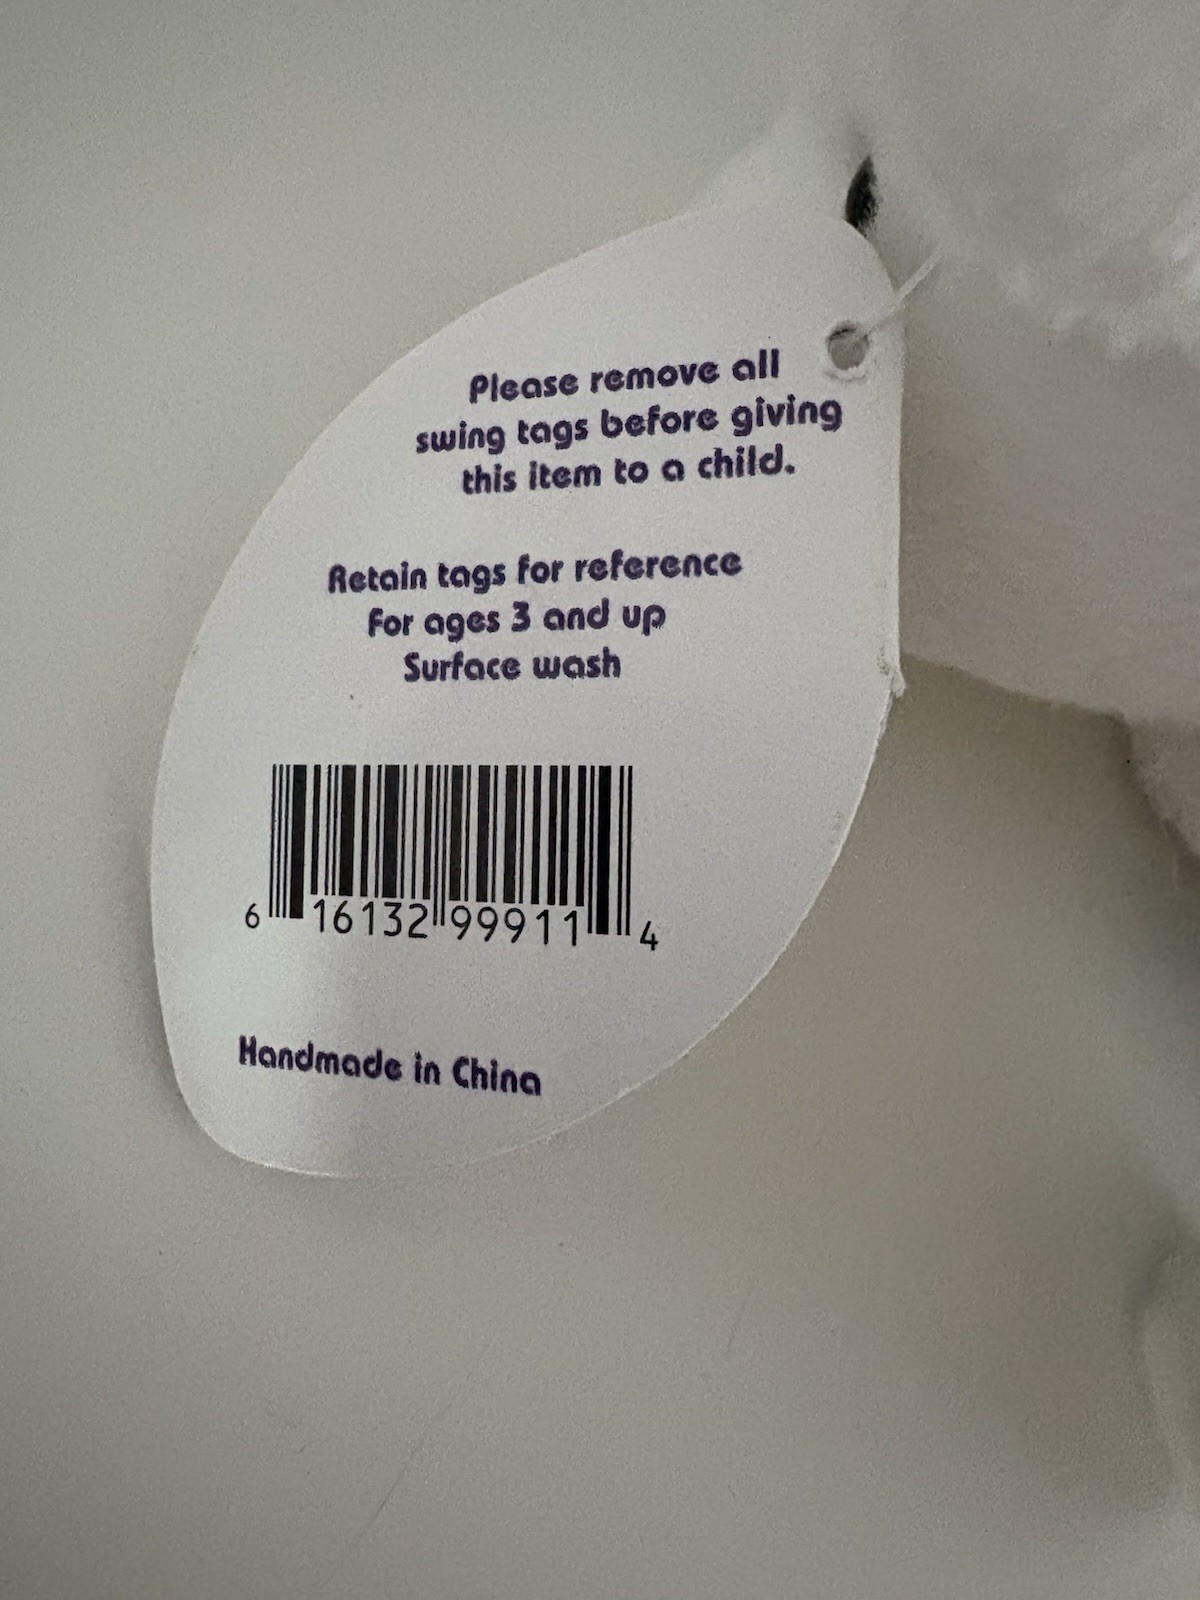 Please remove all
swing tags before giving
this item to a child.
Retain tags for reference
For ages 3 and up
Surface wash
6 16132 99911 4
Handmade in China